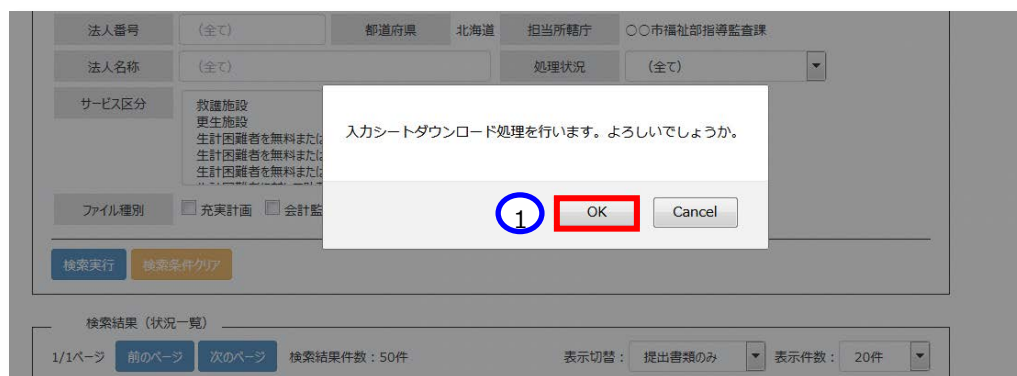 法人番号 (全て) 都道府県 北海道 担当所轄庁 〇〇市福祉部指導監査課
法人名称 (全て) 処理状況 (全て)
サービス区分 救護施設
更生施設
生計困難者を無料または
生計困難者を無料または
生計困難者を無料または
入力シートダウンロード処理を行います。よろしいでしょうか。
ファイル種別 充実計画 会計監
1 OK Cancel
検索実行 検索条件クリア
検索結果（状況一覧）
1/1ページ 前のページ 次のページ 検索結果件数：50件 表示切替： 提出書類のみ 表示件数： 20件